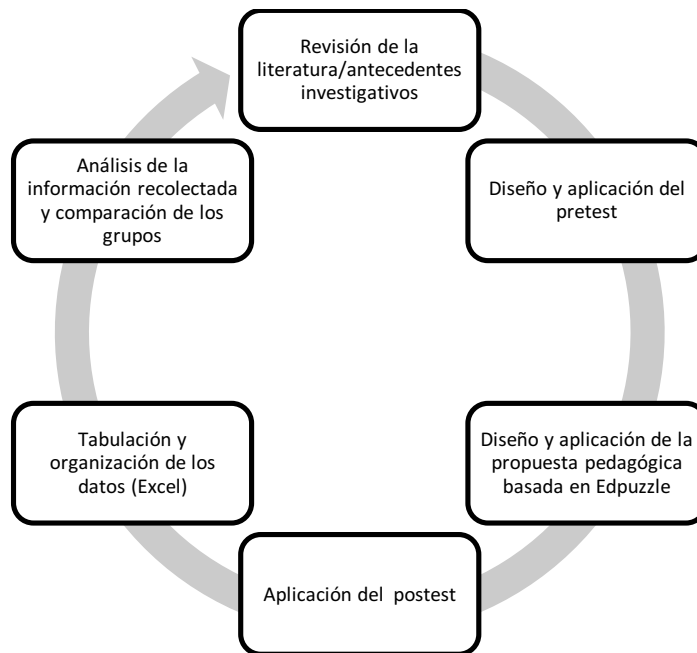 Revisión de la
literatura/antecedentes
investigativos
Diseño y aplicación del
pretest
Diseño y aplicación de la
propuesta pedagógica
basada en Edpuzzle
Aplicación del postest
Tabulación y
organización de los
datos (Excel)
Análisis de la
información recolectada
y comparación de los
grupos